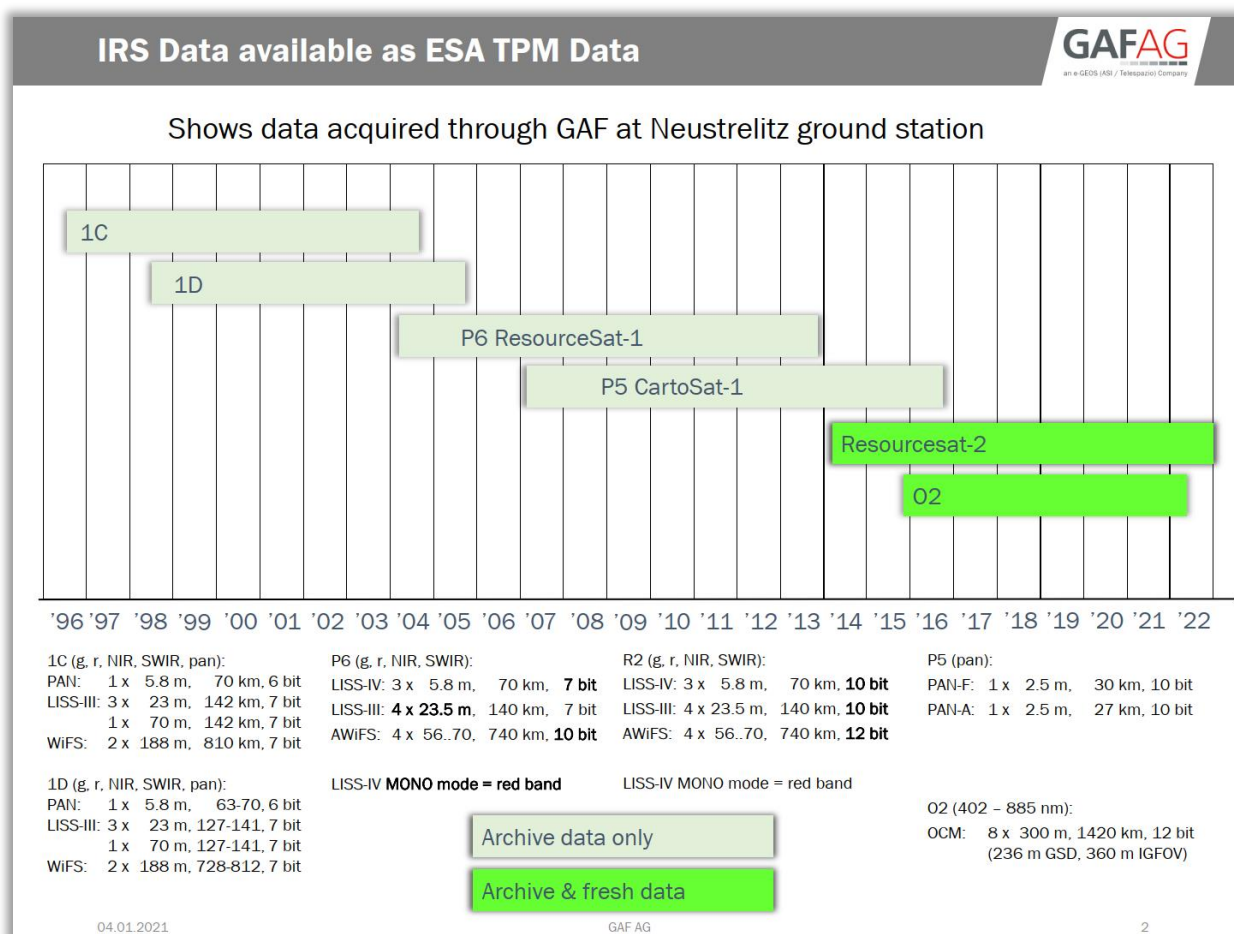 IRS Data available as ESA TPM Data
GAFAG
an e-GEOS (ASI / Telespazio) Company
Shows data acquired through GAF at Neustrelitz ground station
1C
1D
P6 ResourceSat-1
P5 CartoSat-1
Resourcesat-2
O2
'96 '97 '98 '99 '00 '01 '02 '03 '04 '05 '06 '07 '08 '09 '10 '11 '12 '13 '14 '15 '16 '17 '18 '19 '20 '21 '22
1C (g, r, NIR, SWIR, pan):
PAN: 1 x 5.8 m, 70 km, 6 bit
LISS-III: 3 x 23 m, 142 km, 7 bit
1 x 70 m, 142 km, 7 bit
WiFS: 2 x 188 m, 810 km, 7 bit
1D (g, r, NIR, SWIR, pan):
PAN: 1 x 5.8 m, 63-70, 6 bit
LISS-III: 3 x 23 m, 127-141, 7 bit
1 x 70 m, 127-141, 7 bit
WiFS: 2 x 188 m, 728-812, 7 bit
P6 (g, r, NIR, SWIR):
LISS-IV: 3 x 5.8 m, 70 km, 7 bit
LISS-III: 4 x 23.5 m, 140 km, 7 bit
AWiFS: 4 x 56..70, 740 km, 10 bit
LISS-IV MONO mode = red band
R2 (g, r, NIR, SWIR):
LISS-IV: 3 x 5.8 m, 70 km, 10 bit
LISS-III: 4 x 23.5 m, 140 km, 10 bit
AWiFS: 4 x 56..70, 740 km, 12 bit
LISS-IV MONO mode = red band
P5 (pan):
PAN-F: 1 x 2.5 m, 30 km, 10 bit
PAN-A: 1 x 2.5 m, 27 km, 10 bit
O2 (402 – 885 nm):
OCM: 8 x 300 m, 1420 km, 12 bit
(236 m GSD, 360 m IGFOV)
Archive data only
Archive & fresh data
04.01.2021
GAF AG
2